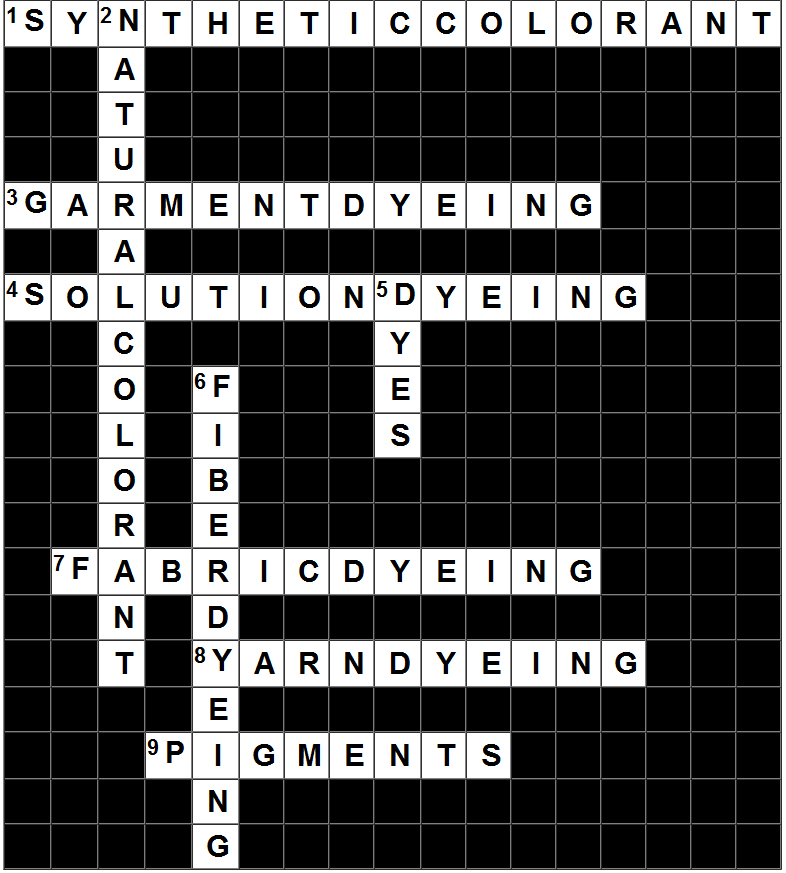 1SY2NTHETICCOLORANT
A
T
U
3GARMENTDYEING
A
4SOLUTION5DYEING
C Y
O 6F E
L I S
O B
R E
7FABRICDYEING
N D
T 8YARNDYEING
E
9PIGMENTS
N
G